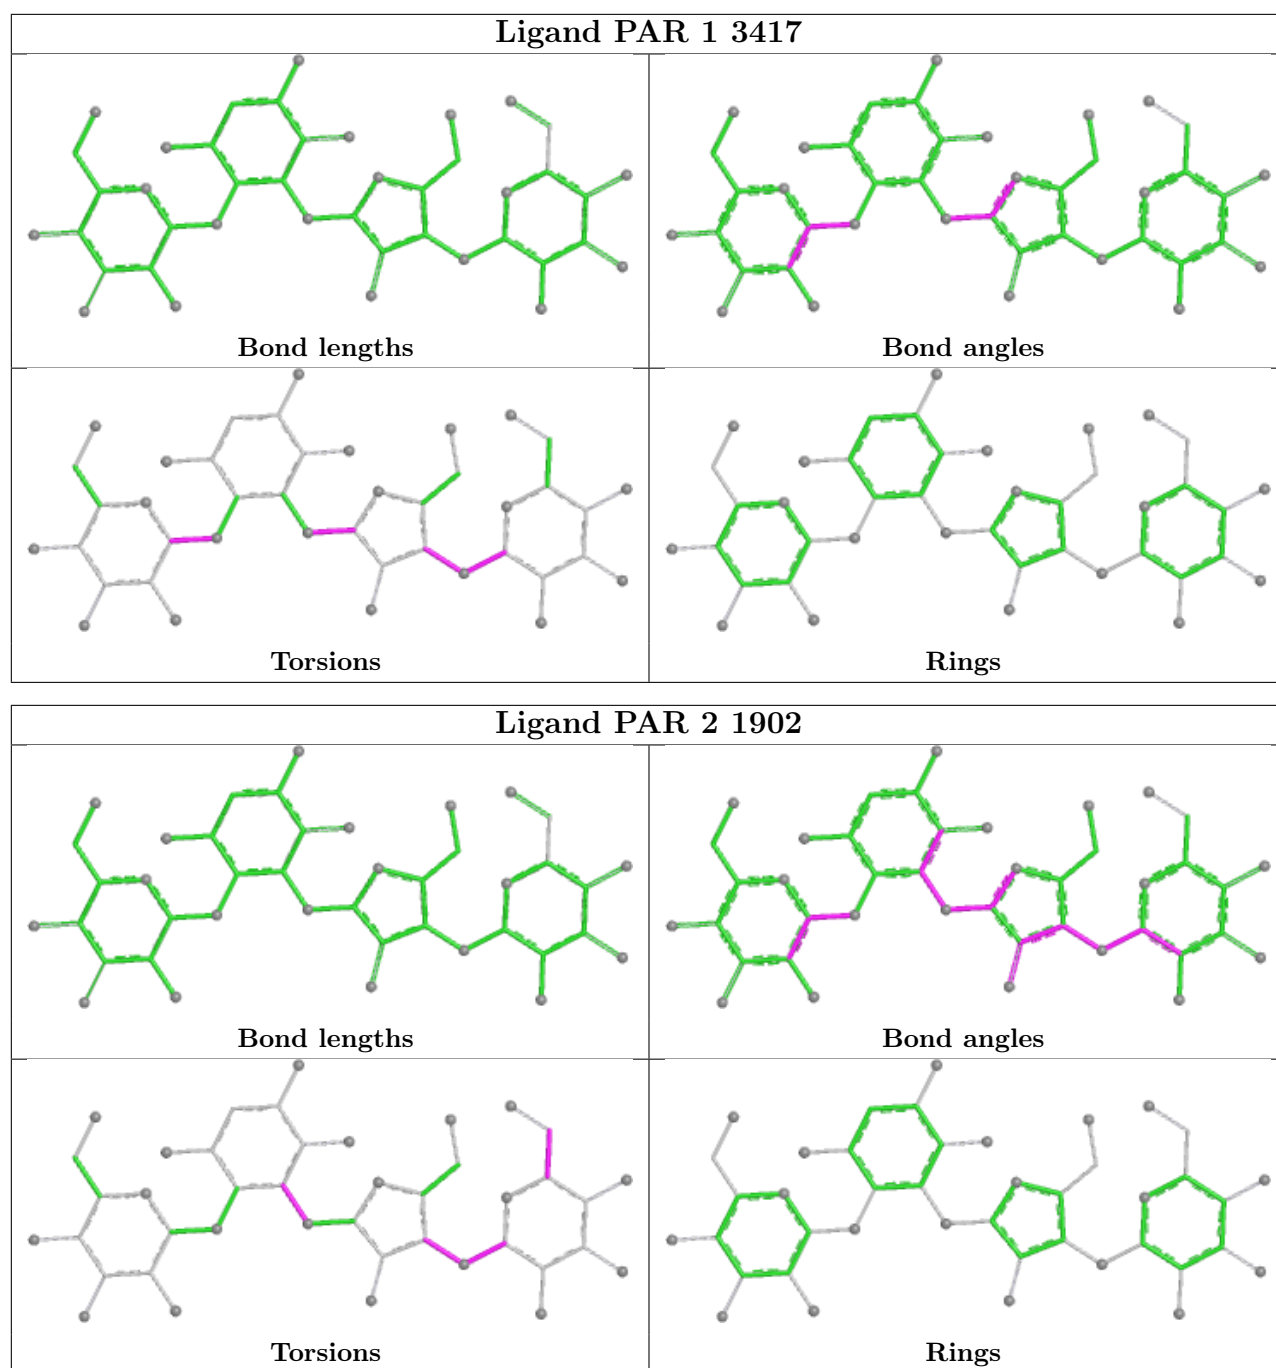 Ligand PAR 1 3417
Bond lengths
Bond angles
Torsions
Rings
Ligand PAR 2 1902
Bond lengths
Bond angles
Torsions
Rings